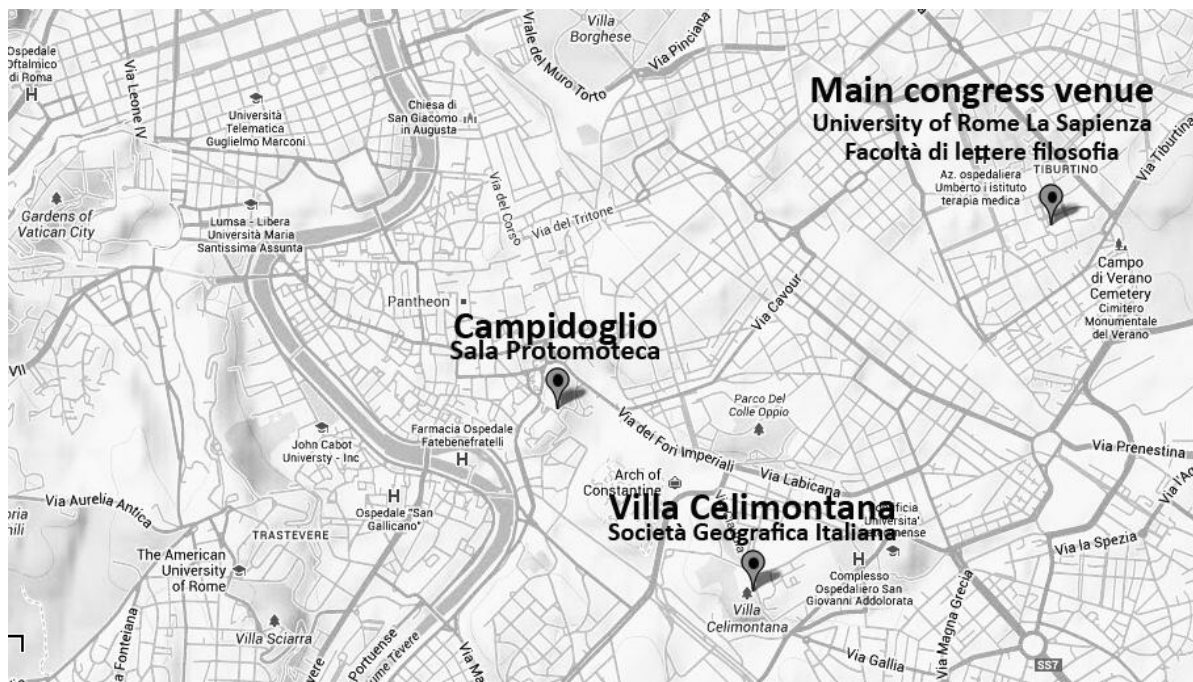 Ospedale
Oftalmico
di Roma
H
Via Leone IV
Università
Telematica
Guglielmo Marconi
Chiesa di
San Giacomo
in Augusta
Villa
Borghese
Viale del Muro Torto
Via Pinciana
Main congress venue
University of Rome La Sapienza
Facoltà di lettere filosofia
H
TIBURTINO
Az. ospedaliera
Umberto i istituto
terapia medica
Via Tiburtina
Gardens of
Vatican City
Lumsa - Libera
Università Maria
Santissima Assunta
Via del Corso
Via del Tritone
Campo
di Verano
Cemetery
Cimitero
Monumentale
del Verano
Pantheon
Via Cavour
Campidoglio
Sala Protomoteca
VII
Parco Del
Colle Oppio
Farmacia Ospedale
Fatebenefratelli
H
John Cabot
Universty - Inc
Via dei Fori Imperiali
Via Prenestina
Via Labicana
Arch of
Constantine
Via Aurelia Antica
H
Ospedale "San
Gallicano"
Villa Celimontana
Società Geografica Italiana
Universita'
TRASTEVERE
Via la Spezia
The American
University
of Rome
H
Complesso
Ospedaliero San
Giovanni Addolorata
Villa
Celimontana
Villa Sciarra
Via Magna Grecia
Via Gallia
Portuense
SS7